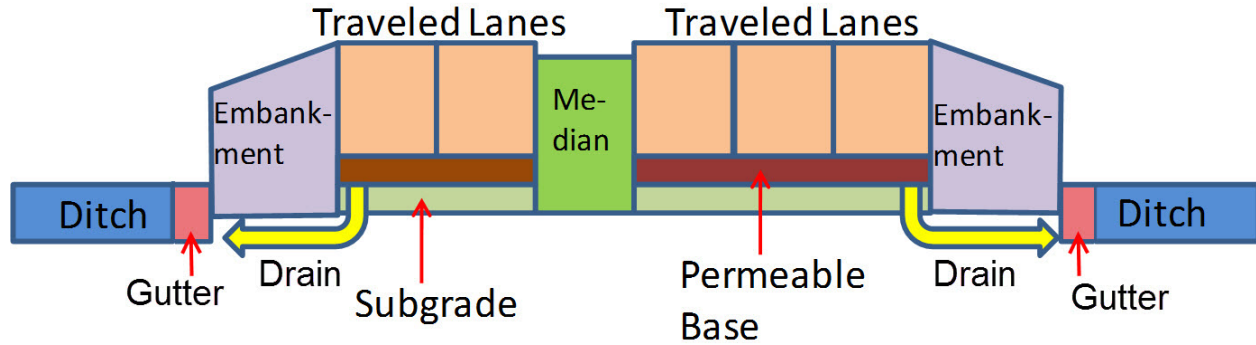 Traveled Lanes
Traveled Lanes
Embank-
ment
Me-
dian
Embank-
ment
Ditch
Ditch
Drain
Drain
Gutter
Gutter
Subgrade
Permeable
Base